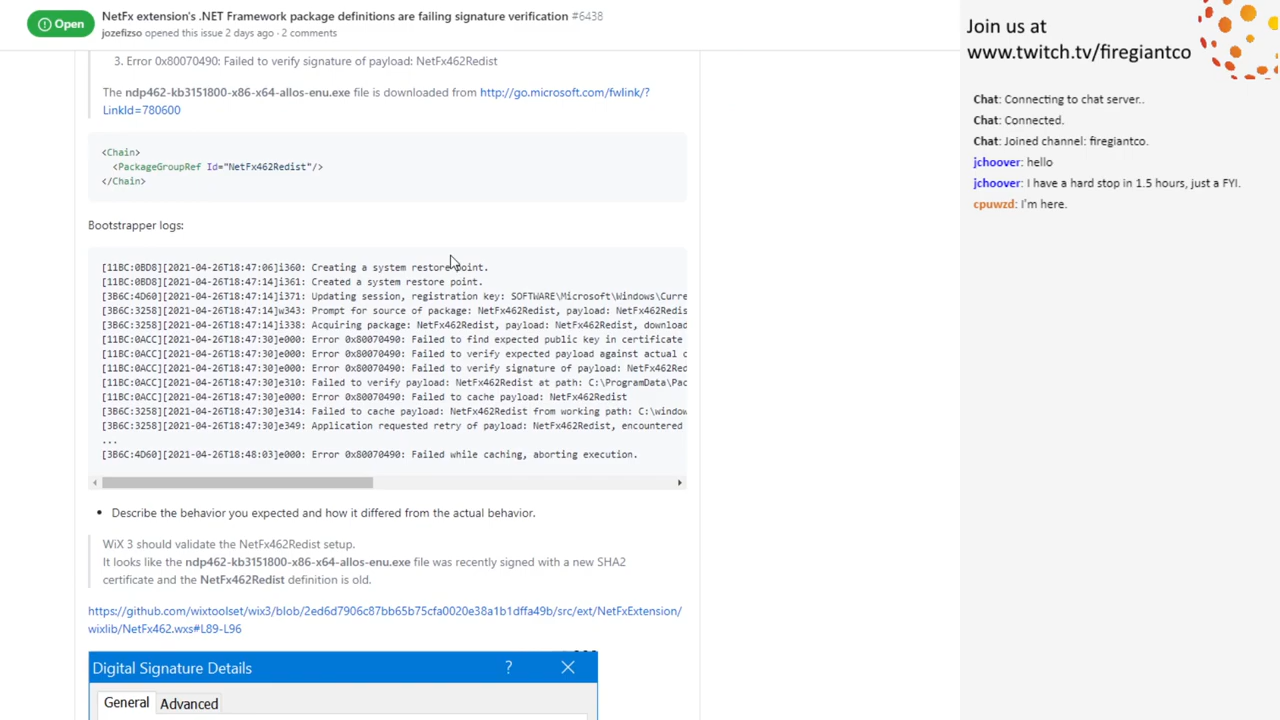 Open
NetFx extension's .NET Framework package definitions are failing signature verification #6438
jozefizso opened this issue 2 days ago · 2 comments
3. Error 0x80070490: Failed to verify signature of payload: NetFx462Redist
The ndp462-kb3151800-x86-x64-allos-enu.exe file is downloaded from http://go.microsoft.com/fwlink/?
LinkId=780600
<Chain>
<PackageGroupRef Id="NetFx462Redist"/>
</Chain>
Bootstrapper logs:
[11BC:0BD8][2021-04-26T18:47:06]i360: Creating a system restore point.
[11BC:0BD8][2021-04-26T18:47:14]i361: Created a system restore point.
[3B6C:4D60][2021-04-26T18:47:14]i371: Updating session, registration key: SOFTWARE\Microsoft\Windows\Curre
[3B6C:3258][2021-04-26T18:47:14]w343: Prompt for source of package: NetFx462Redist, payload: NetFx462Redis
[3B6C:3258][2021-04-26T18:47:14]i338: Acquiring package: NetFx462Redist, payload: NetFx462Redist, download
[11BC:0ACC][2021-04-26T18:47:30]e000: Error 0x80070490: Failed to find expected public key in certificate
[11BC:0ACC][2021-04-26T18:47:30]e000: Error 0x80070490: Failed to verify expected payload against actual c
[11BC:0ACC][2021-04-26T18:47:30]e000: Error 0x80070490: Failed to verify signature of payload: NetFx462Red
[11BC:0ACC][2021-04-26T18:47:30]e310: Failed to verify payload: NetFx462Redist at path: C:\ProgramData\Pac
[11BC:0ACC][2021-04-26T18:47:30]e000: Error 0x80070490: Failed to cache payload: NetFx462Redist
[3B6C:3258][2021-04-26T18:47:30]e314: Failed to cache payload: NetFx462Redist from working path: C:\window
[3B6C:3258][2021-04-26T18:47:30]e349: Application requested retry of payload: NetFx462Redist, encountered
...
[3B6C:4D60][2021-04-26T18:48:03]e000: Error 0x80070490: Failed while caching, aborting execution.
• Describe the behavior you expected and how it differed from the actual behavior.
WiX 3 should validate the NetFx462Redist setup.
It looks like the ndp462-kb3151800-x86-x64-allos-enu.exe file was recently signed with a new SHA2
certificate and the NetFx462Redist definition is old.
https://github.com/wixtoolset/wix3/blob/2ed6d7906c87bb65b75cfa0020e38a1b1dffa49b/src/ext/NetFxExtension/
wixlib/NetFx462.wxs#L89-L96
Digital Signature Details ?
General Advanced
Join us at
www.twitch.tv/firegiantco
Chat: Connecting to chat server..
Chat: Connected.
Chat: Joined channel: firegiantco.
jchoover: hello
jchoover: I have a hard stop in 1.5 hours, just a FYI.
cpuwzd: I'm here.